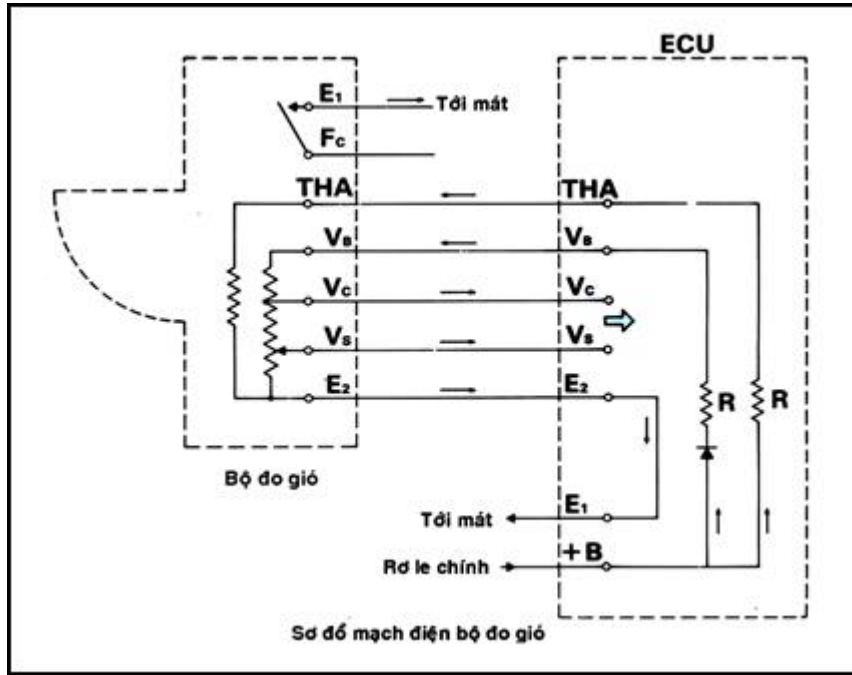 ECU
E₁ Tới mát
Fc
THA THA
VB VB
Vc Vc
Vs Vs
E₂ E₂
R R
Bộ đo gió
Tới mát E₁
Rơ le chính +B
Sơ đồ mạch điện bộ đo gió